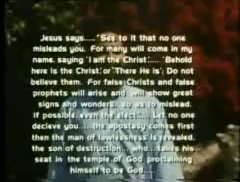 Jesus says....."See to it that no one
misleads you. For many will come in my
name, saying 'I am the Christ'..... 'Behold
here is the Christ,' or 'There He is'; Do not
believe them. For false Christs and false
prophets will arise and will show great
signs and wonders, so as to mislead,
if possible, even the elect'.... Let no one
decieve you..... the apostasy comes first
then the man of lawlessness is revealed,
the son of destruction... who... takes his
seat in the temple of God proclaiming
himself to be God.....